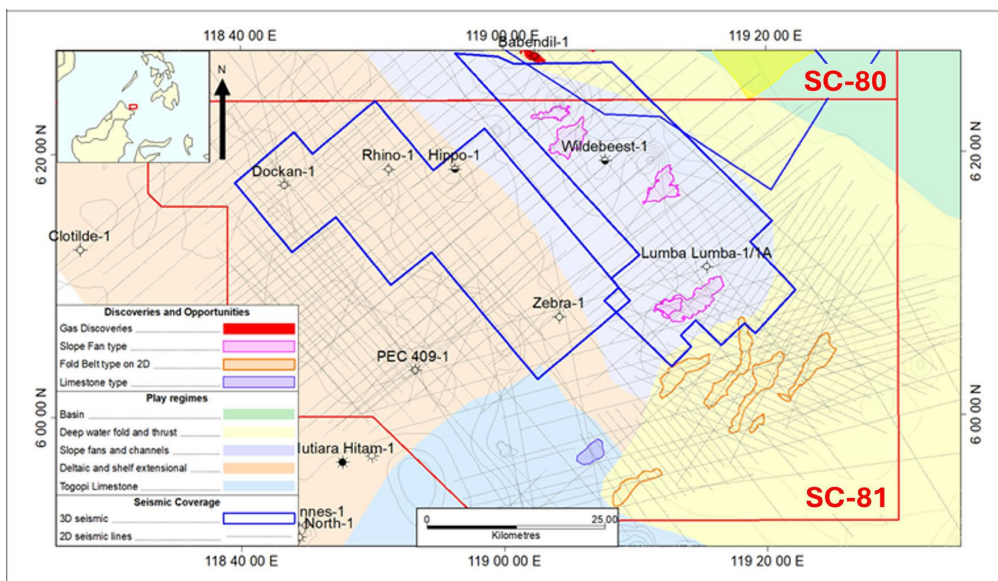 118 40 00 E
119 00 00 E
119 20 00 E
Babendil-1
N
SC-80
6 20 00 N
6 20 00 N
Dockan-1
Rhino-1
Hippo-1
Wildebeest-1
Clotilde-1
Lumba Lumba-1/1A
Zebra-1
PEC 409-1
6 00 00 N
6 00 00 N
lutiara Hitam-1
nnes-1
North-1
SC-81
Discoveries and Opportunities
Gas Discoveries
Slope Fan type
Fold Belt type on 2D
Limestone type
Play regimes
Basin
Deep water fold and thrust
Slope fans and channels
Deltaic and shelf extensional
Togopi Limestone
Seismic Coverage
3D seismic
2D seismic lines
0 25.00
Kilometres
118 40 00 E
119 00 00 E
119 20 00 E